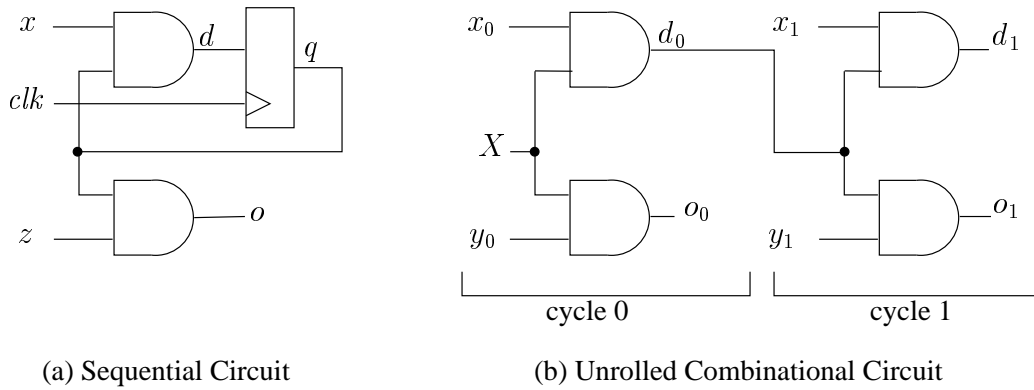 x
d
q
clk
z
o
(a) Sequential Circuit
x0
d0
x1
d1
X
y0
o0
y1
o1
cycle 0
cycle 1
(b) Unrolled Combinational Circuit